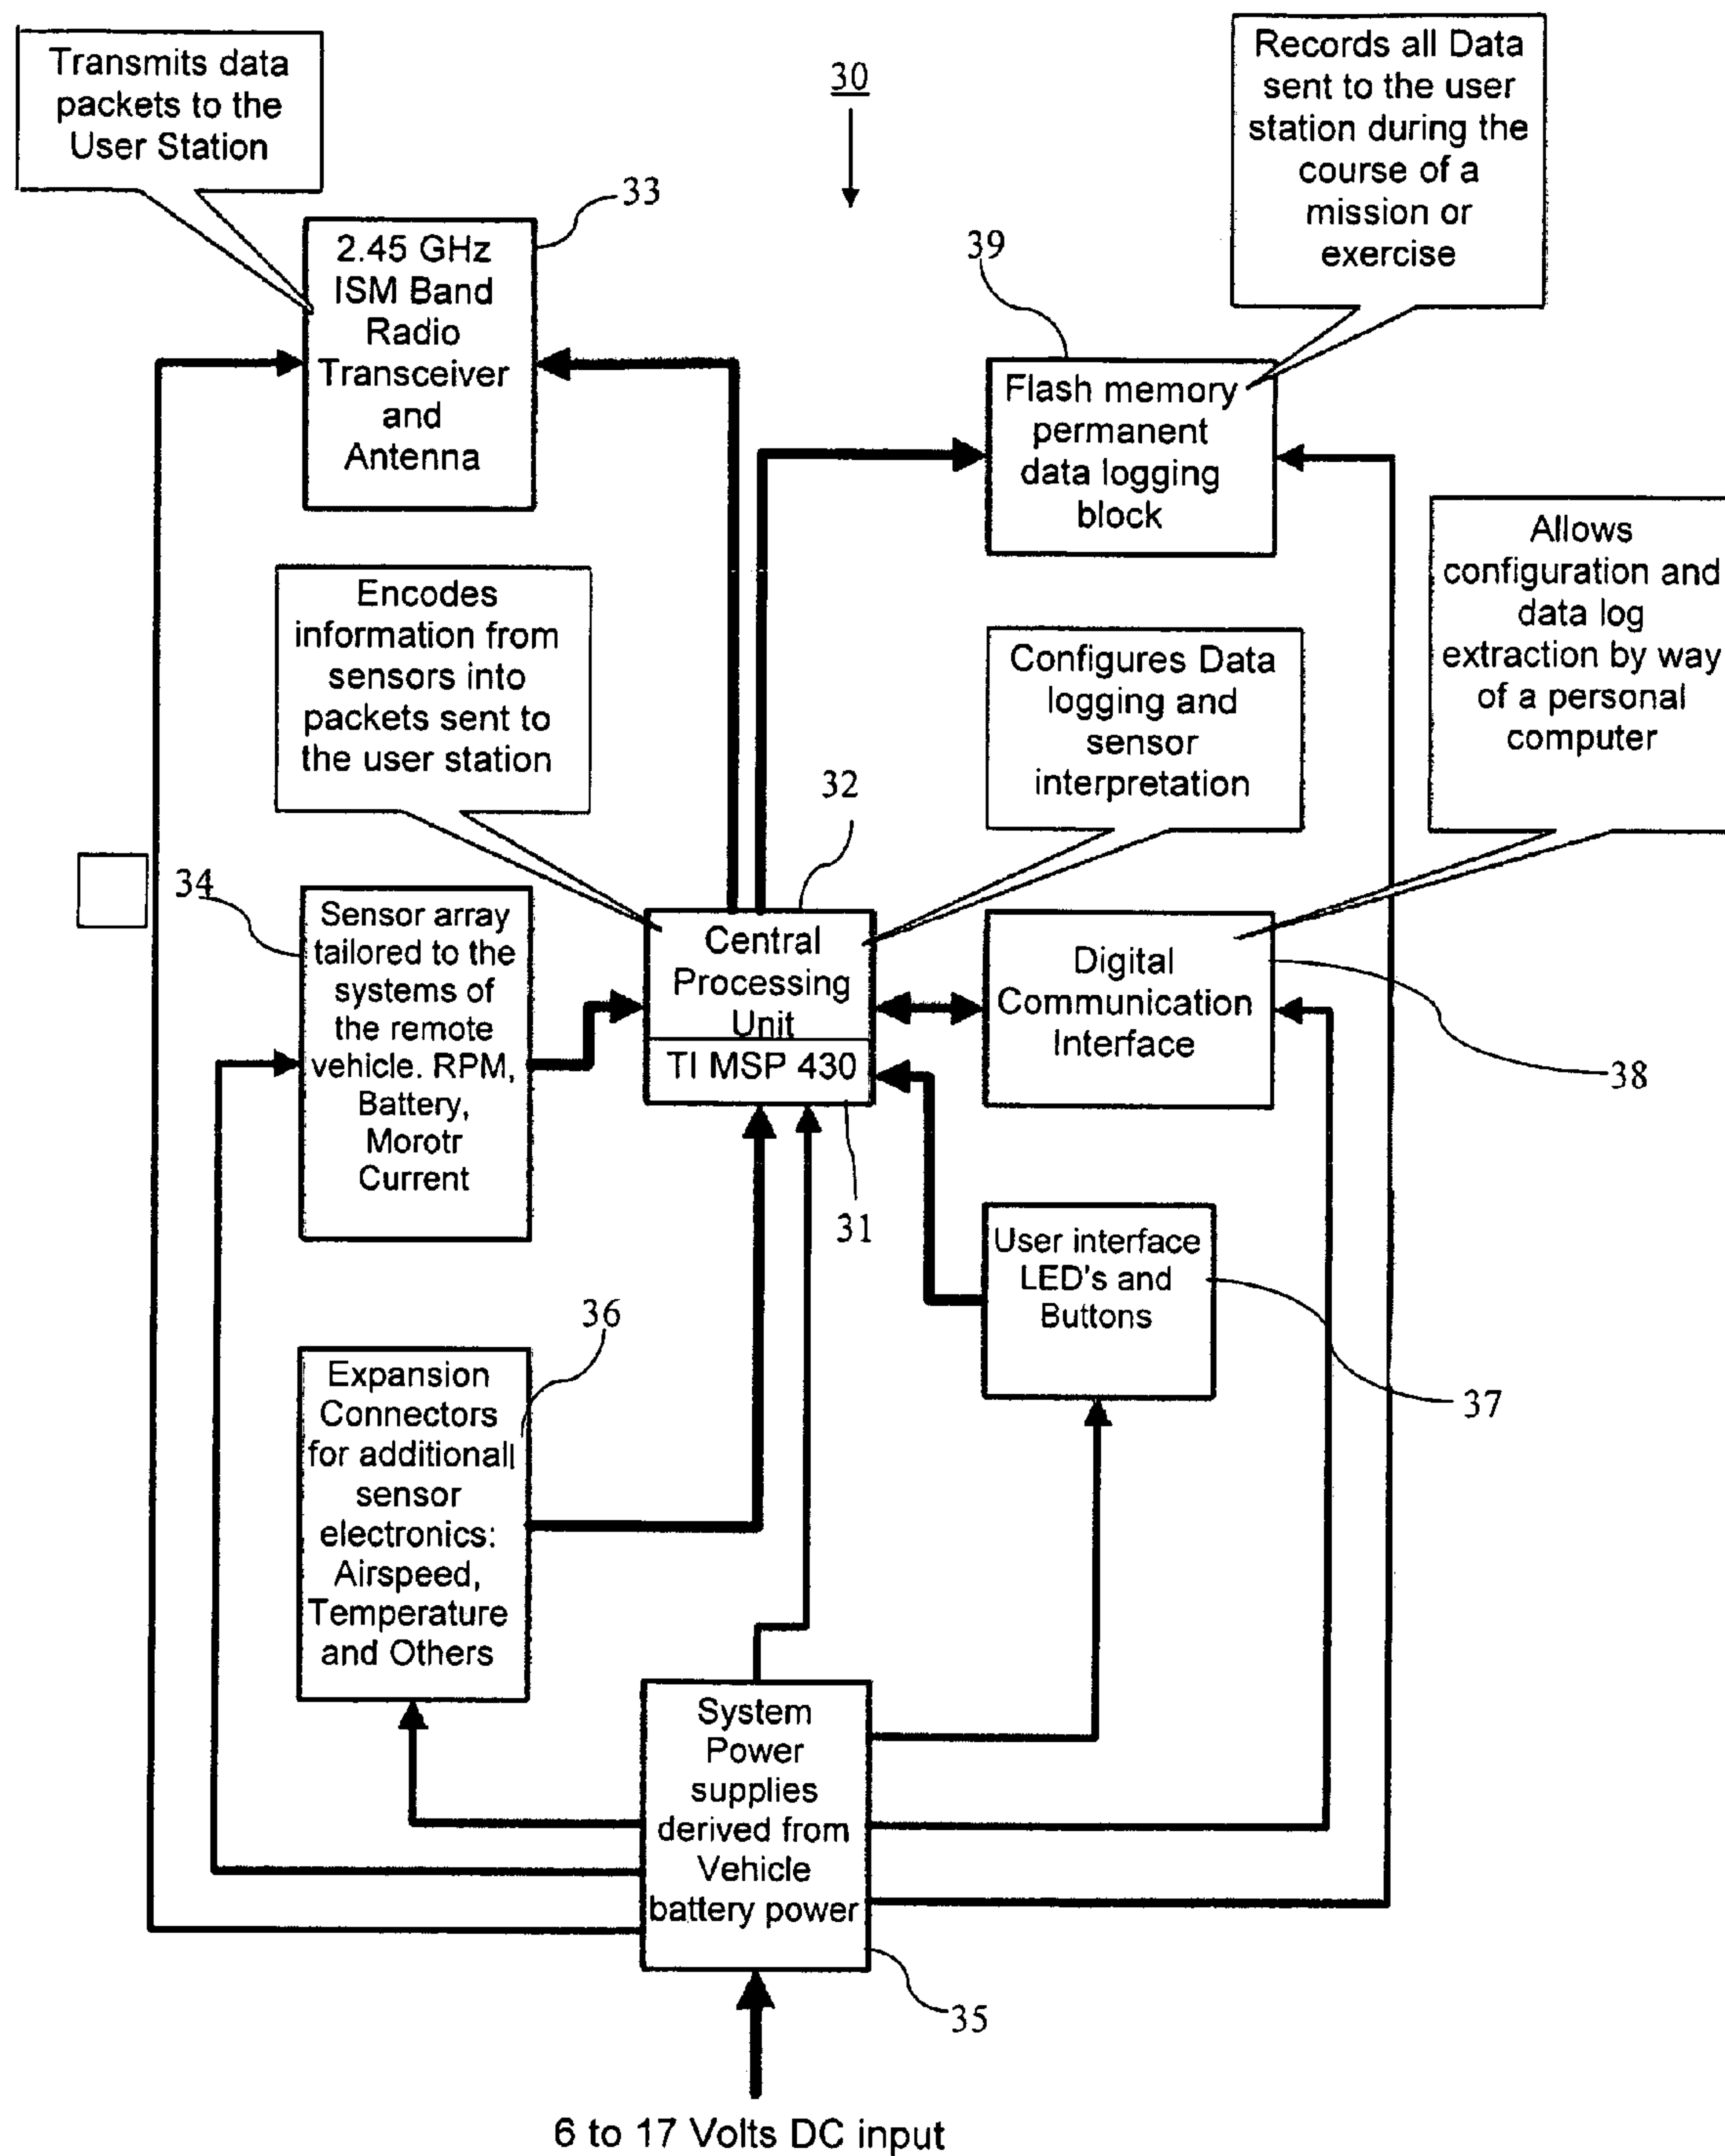 Transmits data
packets to the
User Station
30
Records all Data
sent to the user
station during the
course of a
mission or
exercise
33
2.45 GHz
ISM Band
Radio
Transceiver
and
Antenna
39
Flash memory
permanent
data logging
block
Allows
configuration and
data log
extraction by way
of a personal
computer
Encodes
information from
sensors into
packets sent to
the user station
Configures Data
logging and
sensor
interpretation
32
34
Sensor array
tailored to the
systems of
the remote
vehicle. RPM,
Battery,
Morotr
Current
Central
Processing
Unit
TI MSP 430
31
Digital
Communication
Interface
38
User interface
LED's and
Buttons
37
36
Expansion
Connectors
for additionall
sensor
electronics:
Airspeed,
Temperature
and Others
System
Power
supplies
derived from
Vehicle
battery power
35
6 to 17 Volts DC input